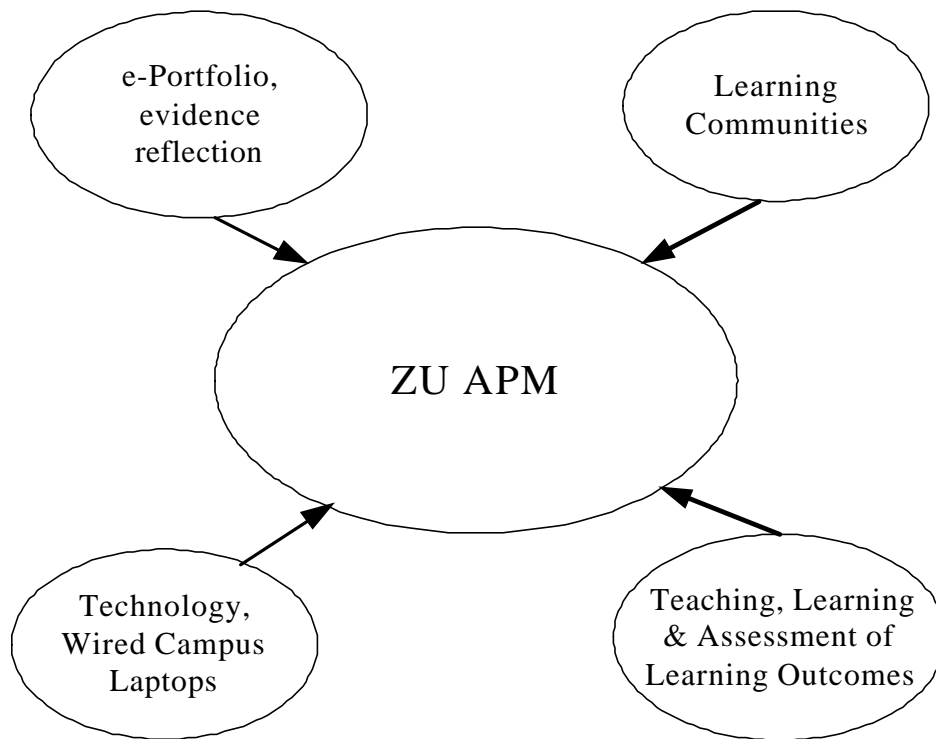 e-Portfolio,
evidence
reflection
Learning
Communities
ZU APM
Technology,
Wired Campus
Laptops
Teaching, Learning
& Assessment of
Learning Outcomes